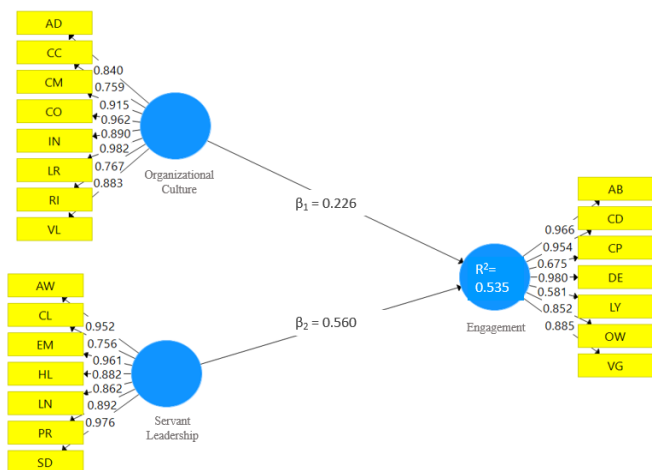 AD
CC
CM
CO
IN
LR
RI
VL
0.840
0.759
0.915
0.962
0.890
0.982
0.767
0.883
Organizational
Culture
β₁ = 0.226
AW
CL
EM
HL
LN
PR
SD
0.952
0.756
0.961
0.882
0.862
0.892
0.976
Servant
Leadership
β₂ = 0.560
R²=
0.535
Engagement
0.966
0.954
0.675
0.980
0.581
0.852
0.885
AB
CD
CP
DE
LY
OW
VG